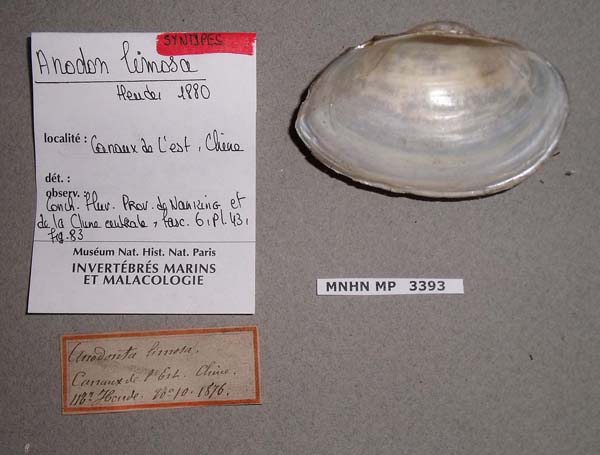 SYNTYPES
Anodon limosa
Heude, 1880
localité : Canaux de l'est, Chine
dét. :
observ. :
Conch. Fluv. Prov. de Nanking et
de la Chine centrale, fasc. 6, pl. 43,
fig. 83
Muséum Nat. Hist. Nat. Paris
INVERTÉBRÉS MARINS
ET MALACOLOGIE
MNHN MP 3393
Anodonta limosa.
Canaux de l'Est. Chine.
Heude. 10. 1876.